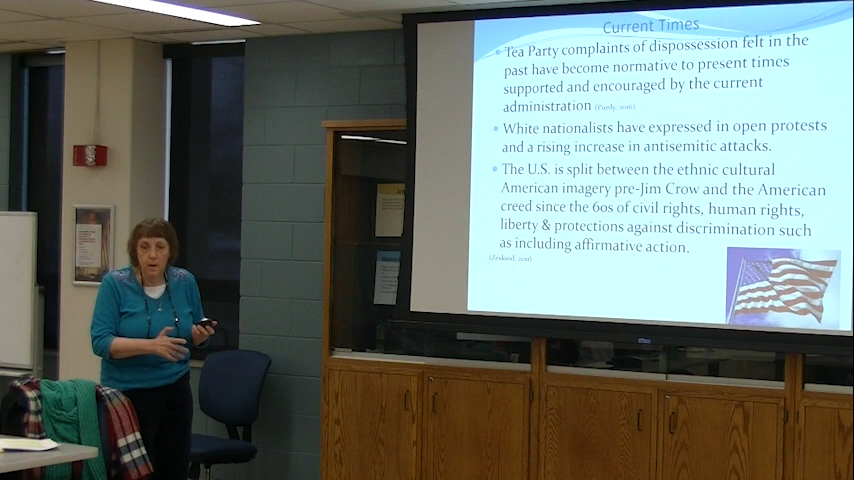 Current Times
Tea Party complaints of dispossession felt in the
past have become normative to present times
supported and encouraged by the current
administration (Purdy, 2016)
White nationalists have expressed in open protests
and a rising increase in antisemitic attacks.
The U.S. is split between the ethnic cultural
American imagery pre-Jim Crow and the American
creed since the 60s of civil rights, human rights,
liberty & protections against discrimination such
as including affirmative action.